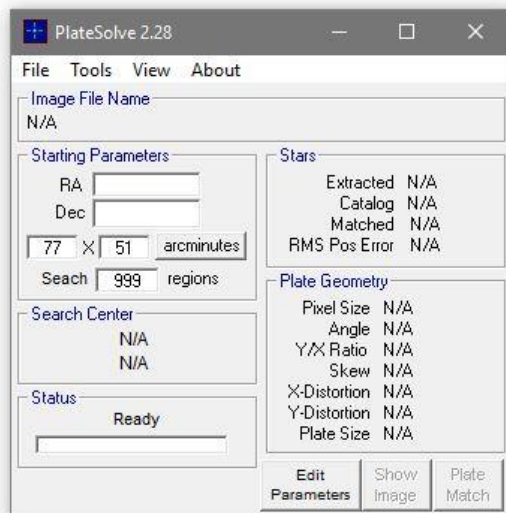 PlateSolve 2.28
File Tools View About
Image File Name
N/A
Starting Parameters
RA
Dec
77 X 51 arcminutes
Seach 999 regions
Search Center
N/A
N/A
Status
Ready
Stars
Extracted N/A
Catalog N/A
Matched N/A
RMS Pos Error N/A
Plate Geometry
Pixel Size N/A
Angle N/A
Y/X Ratio N/A
Skew N/A
X-Distortion N/A
Y-Distortion N/A
Plate Size N/A
Edit
Parameters
Show
Image
Plate
Match